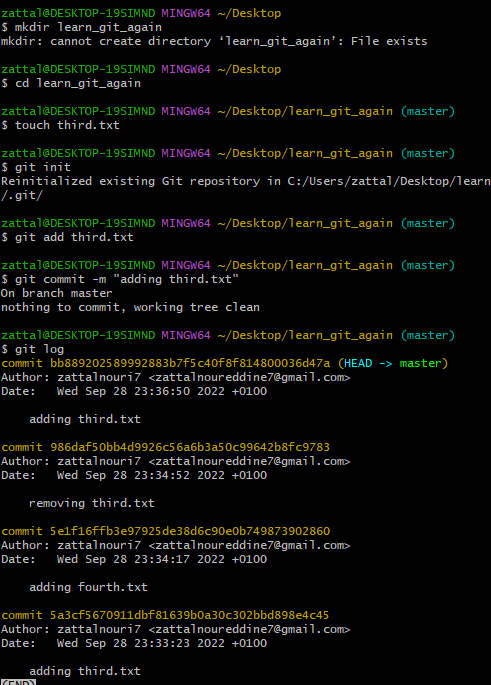 zattal@DESKTOP-19SIMND MINGW64 ~/Desktop
$ mkdir learn_git_again
mkdir: cannot create directory ‘learn_git_again’: File exists
zattal@DESKTOP-19SIMND MINGW64 ~/Desktop
$ cd learn_git_again
zattal@DESKTOP-19SIMND MINGW64 ~/Desktop/learn_git_again (master)
$ touch third.txt
zattal@DESKTOP-19SIMND MINGW64 ~/Desktop/learn_git_again (master)
$ git init
Reinitialized existing Git repository in C:/Users/zattal/Desktop/learn
/.git/
zattal@DESKTOP-19SIMND MINGW64 ~/Desktop/learn_git_again (master)
$ git add third.txt
zattal@DESKTOP-19SIMND MINGW64 ~/Desktop/learn_git_again (master)
$ git commit -m "adding third.txt"
On branch master
nothing to commit, working tree clean
zattal@DESKTOP-19SIMND MINGW64 ~/Desktop/learn_git_again (master)
$ git log
commit bb889202589992883b7f5c40f8f814800036d47a (HEAD -> master)
Author: zattalnouri7 <zattalnoureddine7@gmail.com>
Date:   Wed Sep 28 23:36:50 2022 +0100
    adding third.txt
commit 986daf50bb4d9926c56a6b3a50c99642b8fc9783
Author: zattalnouri7 <zattalnoureddine7@gmail.com>
Date:   Wed Sep 28 23:34:52 2022 +0100
    removing third.txt
commit 5e1f16ffb3e97925de38d6c90e0b749873902860
Author: zattalnouri7 <zattalnoureddine7@gmail.com>
Date:   Wed Sep 28 23:34:17 2022 +0100
    adding fourth.txt
commit 5a3cf5670911dbf81639b0a30c302bbd898e4c45
Author: zattalnouri7 <zattalnoureddine7@gmail.com>
Date:   Wed Sep 28 23:33:23 2022 +0100
    adding third.txt
(END)